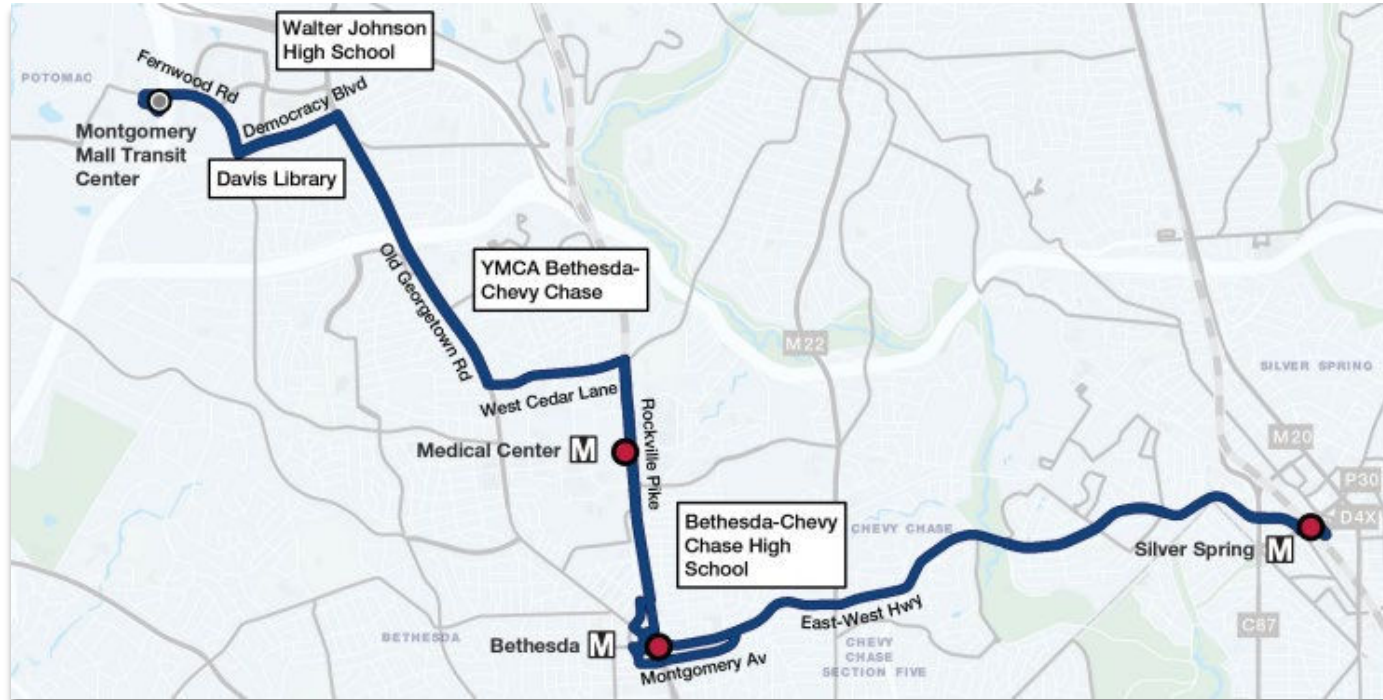 Walter Johnson
High School
POTOMAC
Fernwood Rd
Democracy Blvd
Montgomery
Mall Transit
Center
Davis Library
YMCA Bethesda-
Chevy Chase
Old Georgetown Rd
M22
SILVER SPRING
West Cedar Lane
Rockville Pike
Medical Center M
M20
P30
D4X
Bethesda-Chevy
Chase High
School
CHEVY CHASE
Silver Spring M
East-West Hwy
BETHESDA
Bethesda M
Montgomery Av
CHEVY
CHASE
SECTION FIVE
C87